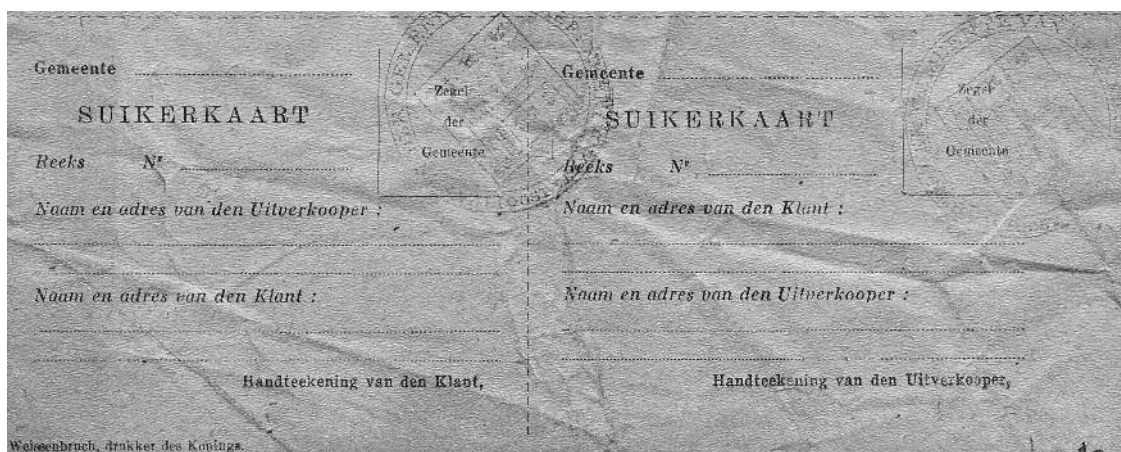 Gemeente
Zegel
der
Gemeente
SUIKERKAART
Reeks Nr
Naam en adres van den Uitverkooper :
Naam en adres van den Klant :
Handteekening van den Klant,
Weissenbruch, drukker des Konings.
Gemeente
Zegel
der
Gemeente
SUIKERKAART
Reeks Nr
Naam en adres van den Klant :
Naam en adres van den Uitverkooper :
Handteekening van den Uitverkooper,